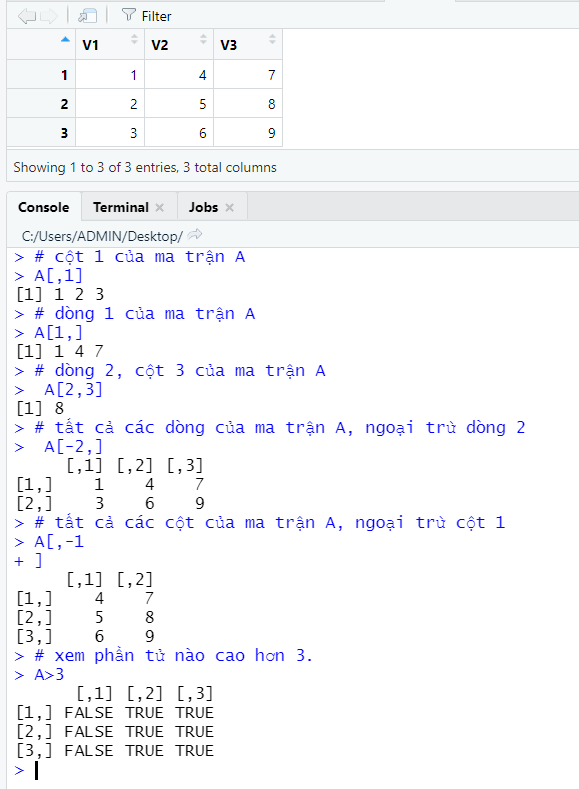 Filter
V1 V2 V3
1 1 4 7
2 2 5 8
3 3 6 9
Showing 1 to 3 of 3 entries, 3 total columns
Console Terminal × Jobs ×
C:/Users/ADMIN/Desktop/
> # cột 1 của ma trận A
> A[,1]
[1] 1 2 3
> # dòng 1 của ma trận A
> A[1,]
[1] 1 4 7
> # dòng 2, cột 3 của ma trận A
>  A[2,3]
[1] 8
> # tất cả các dòng của ma trận A, ngoại trừ dòng 2
>  A[-2,]
     [,1] [,2] [,3]
[1,]    1    4    7
[2,]    3    6    9
> # tất cả các cột của ma trận A, ngoại trừ cột 1
> A[,-1
+ ]
     [,1] [,2]
[1,]    4    7
[2,]    5    8
[3,]    6    9
> # xem phần tử nào cao hơn 3.
> A>3
      [,1] [,2] [,3]
[1,] FALSE TRUE TRUE
[2,] FALSE TRUE TRUE
[3,] FALSE TRUE TRUE
>